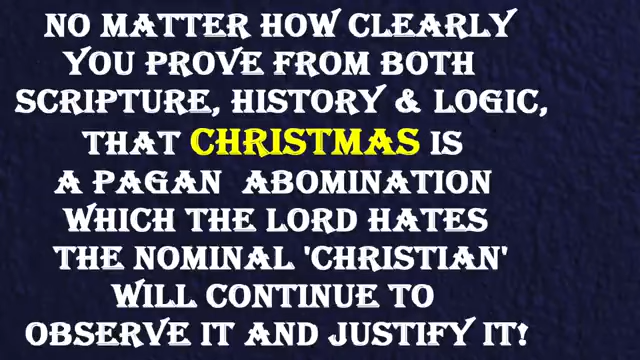 NO MATTER HOW CLEARLY
YOU PROVE FROM BOTH
SCRIPTURE, HISTORY & LOGIC,
THAT CHRISTMAS IS
A PAGAN ABOMINATION
WHICH THE LORD HATES
THE NOMINAL 'CHRISTIAN'
WILL CONTINUE TO
OBSERVE IT AND JUSTIFY IT!